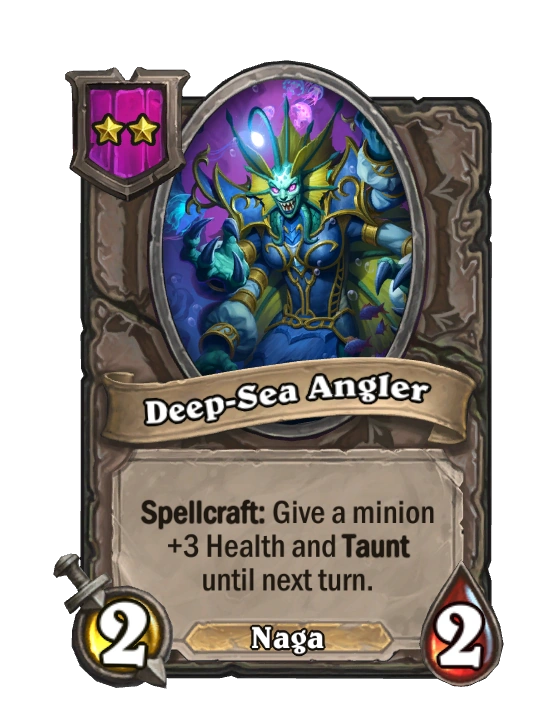 Deep-Sea Angler
Spellcraft: Give a minion
+3 Health and Taunt
until next turn.
2
Naga
2